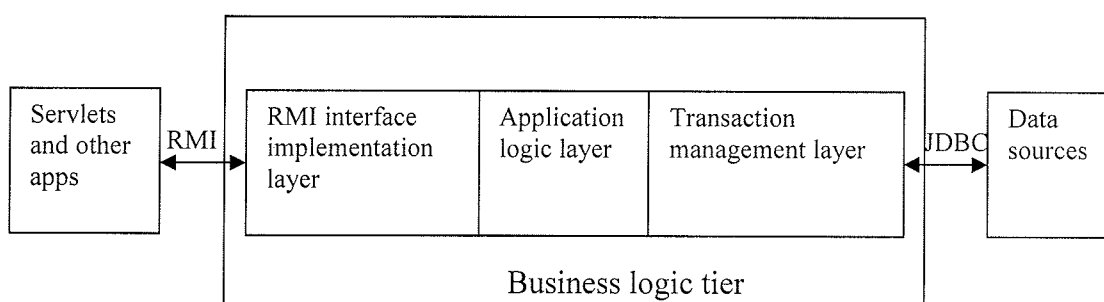 Servlets
and other
apps
RMI
RMI interface
implementation
layer
Application
logic layer
Transaction
management layer
JDBC
Data
sources
Business logic tier